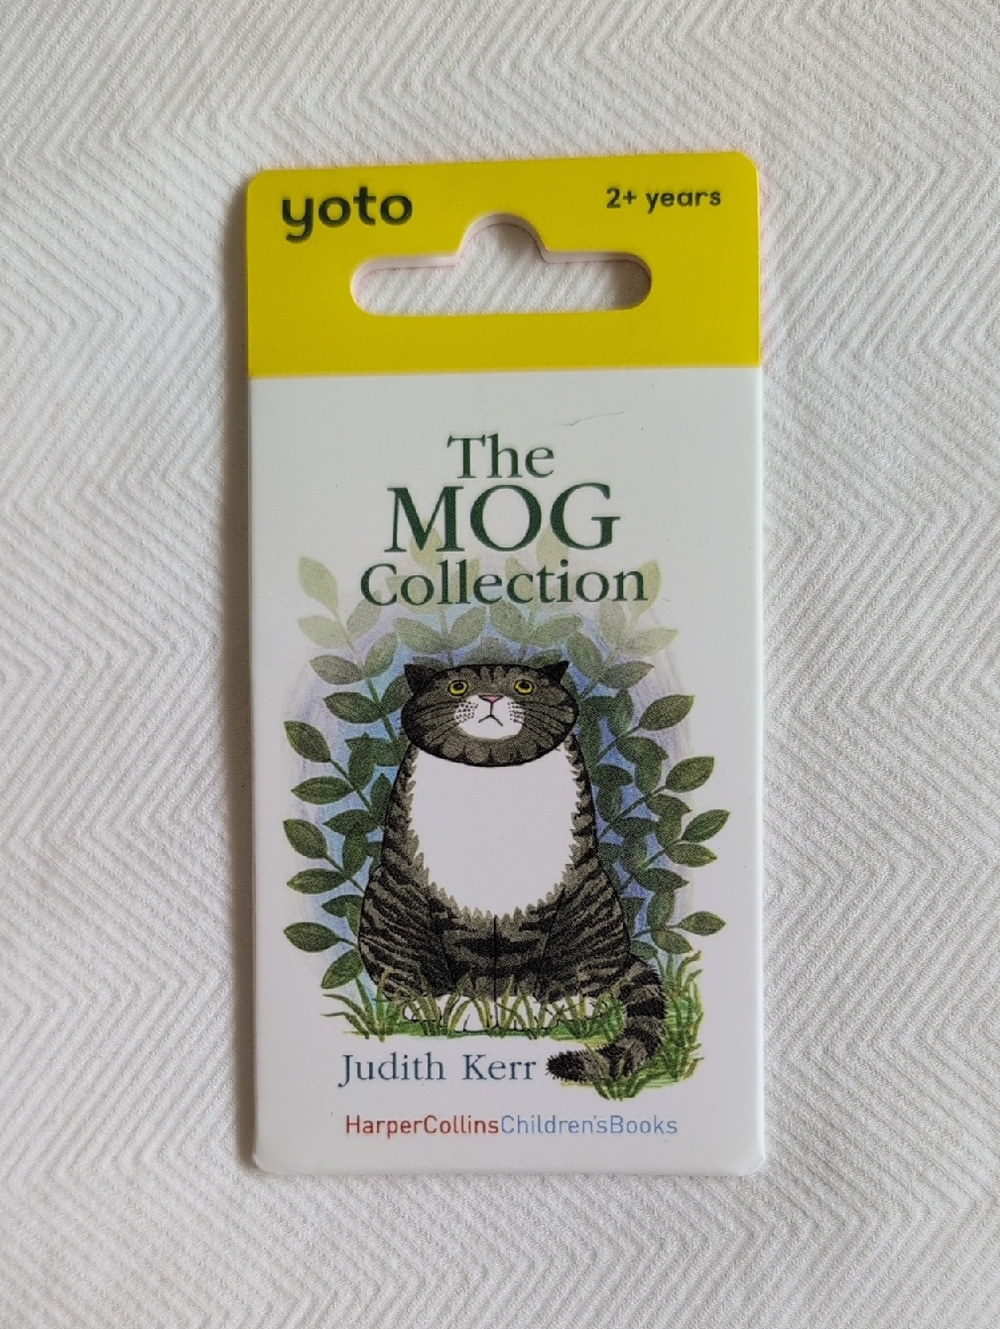 yoto
2+ years
The
MOG
Collection
Judith Kerr
HarperCollinsChildren'sBooks